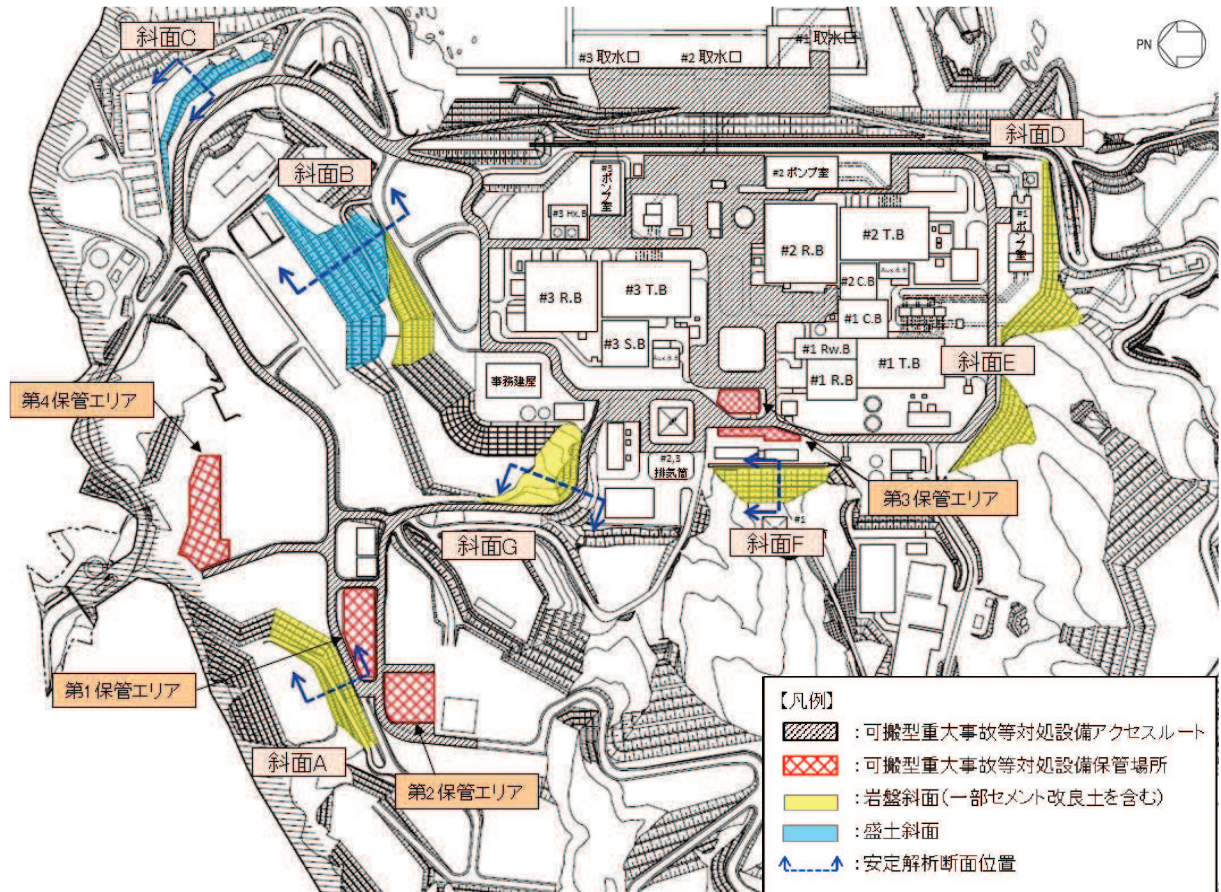 斜面C
#3 取水口
#2 取水口
#1 取水口
PN
斜面D
斜面B
#3 ポンプ室
#2 ポンプ室
#1 ポンプ室
#3 Hx.B
#2 R.B
#2 T.B
Aux.B.B
#2 C.B
#1 C.B
#3 R.B
#3 T.B
#3 S.B
Aux.B.B
#1 Rw.B
#1 T.B
#1 R.B
斜面E
事務建屋
第4保管エリア
#2,3
排気筒
第3保管エリア
斜面G
#1
斜面F
第1保管エリア
斜面A
第2保管エリア
【凡例】
:可搬型重大事故等対処設備アクセスルート
:可搬型重大事故等対処設備保管場所
:岩盤斜面(一部セメント改良土を含む)
:盛土斜面
:安定解析断面位置